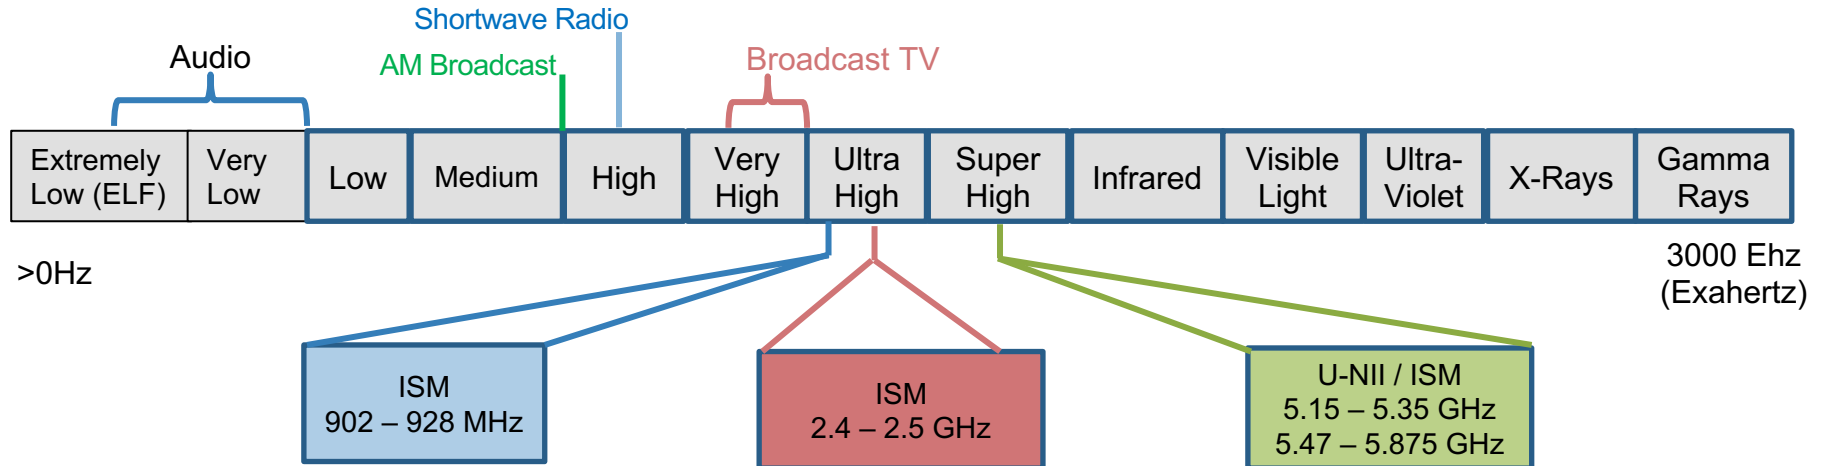 Shortwave Radio
Audio
AM Broadcast
Broadcast TV
Extremely
Low (ELF)
Very
Low
Low
Medium
High
Very
High
Ultra
High
Super
High
Infrared
Visible
Light
Ultra-
Violet
X-Rays
Gamma
Rays
>0Hz
3000 Ehz
(Exahertz)
ISM
902 – 928 MHz
ISM
2.4 – 2.5 GHz
U-NII / ISM
5.15 – 5.35 GHz
5.47 – 5.875 GHz